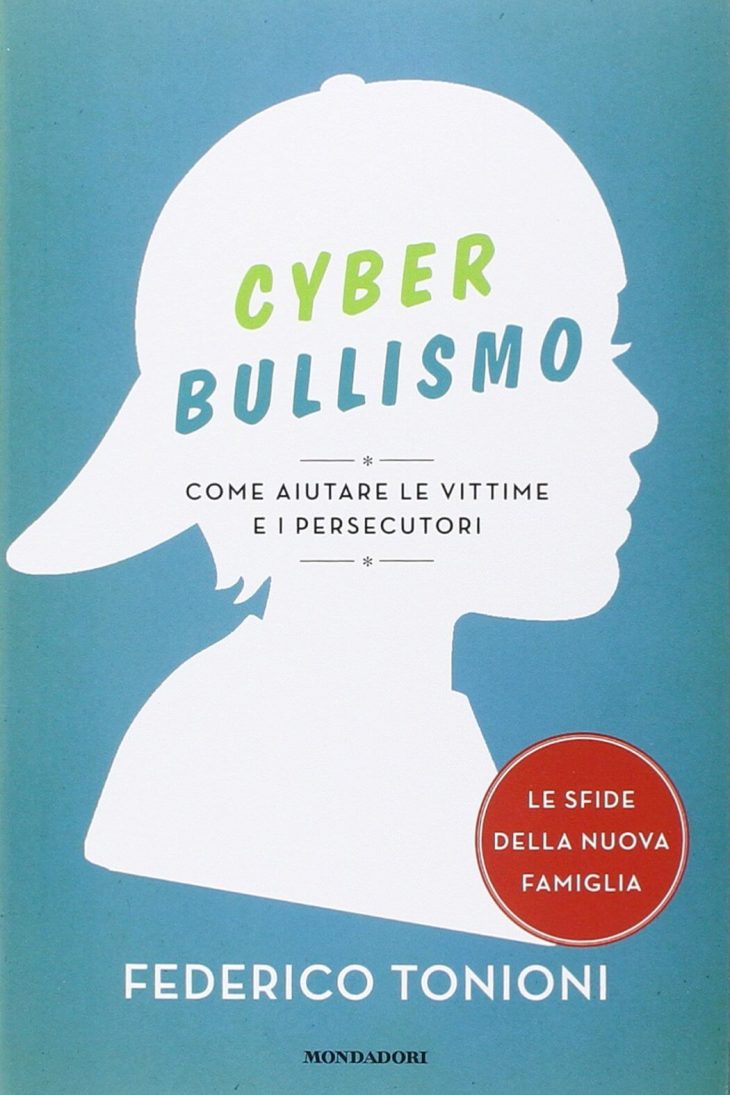 CYBER
BULLISMO
COME AIUTARE LE VITTIME
E I PERSECUTORI
LE SFIDE
DELLA NUOVA
FAMIGLIA
FEDERICO TONIONI
MONDADORI